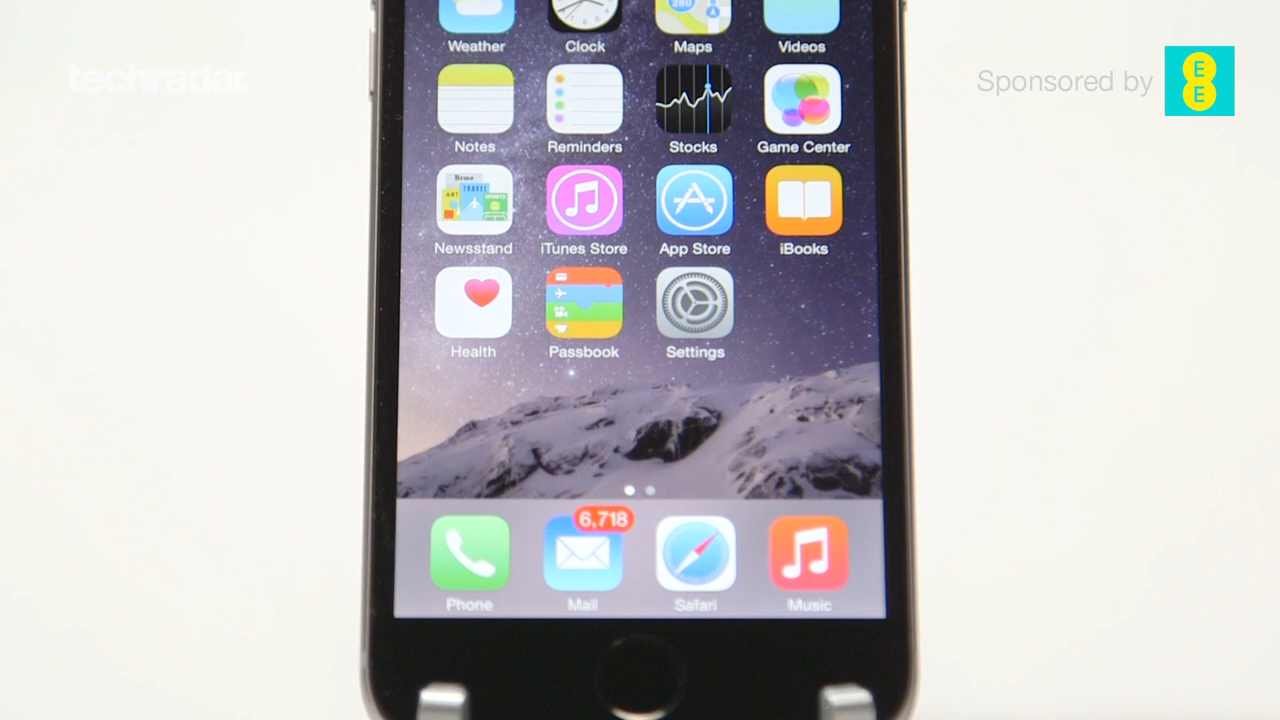 Weather Clock Maps Videos
techradar.
Sponsored by EE
Notes Reminders Stocks Game Center
Newsstand iTunes Store App Store iBooks
Health Passbook Settings
6,718
Phone Mail Safari Music